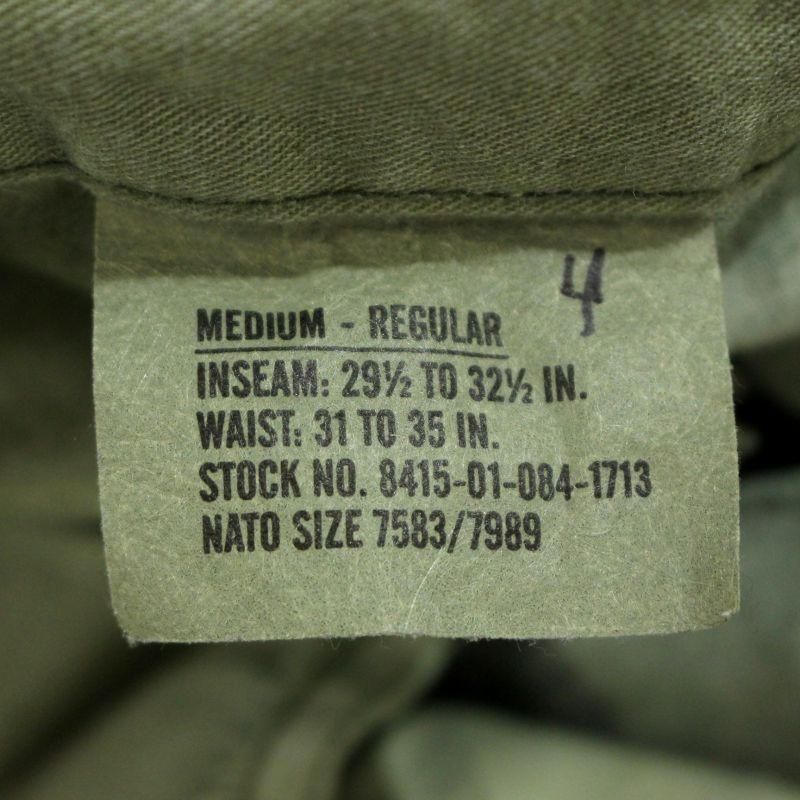 4
MEDIUM - REGULAR
INSEAM: 29½ TO 32½ IN.
WAIST: 31 TO 35 IN.
STOCK NO. 8415-01-084-1713
NATO SIZE 7583/7989